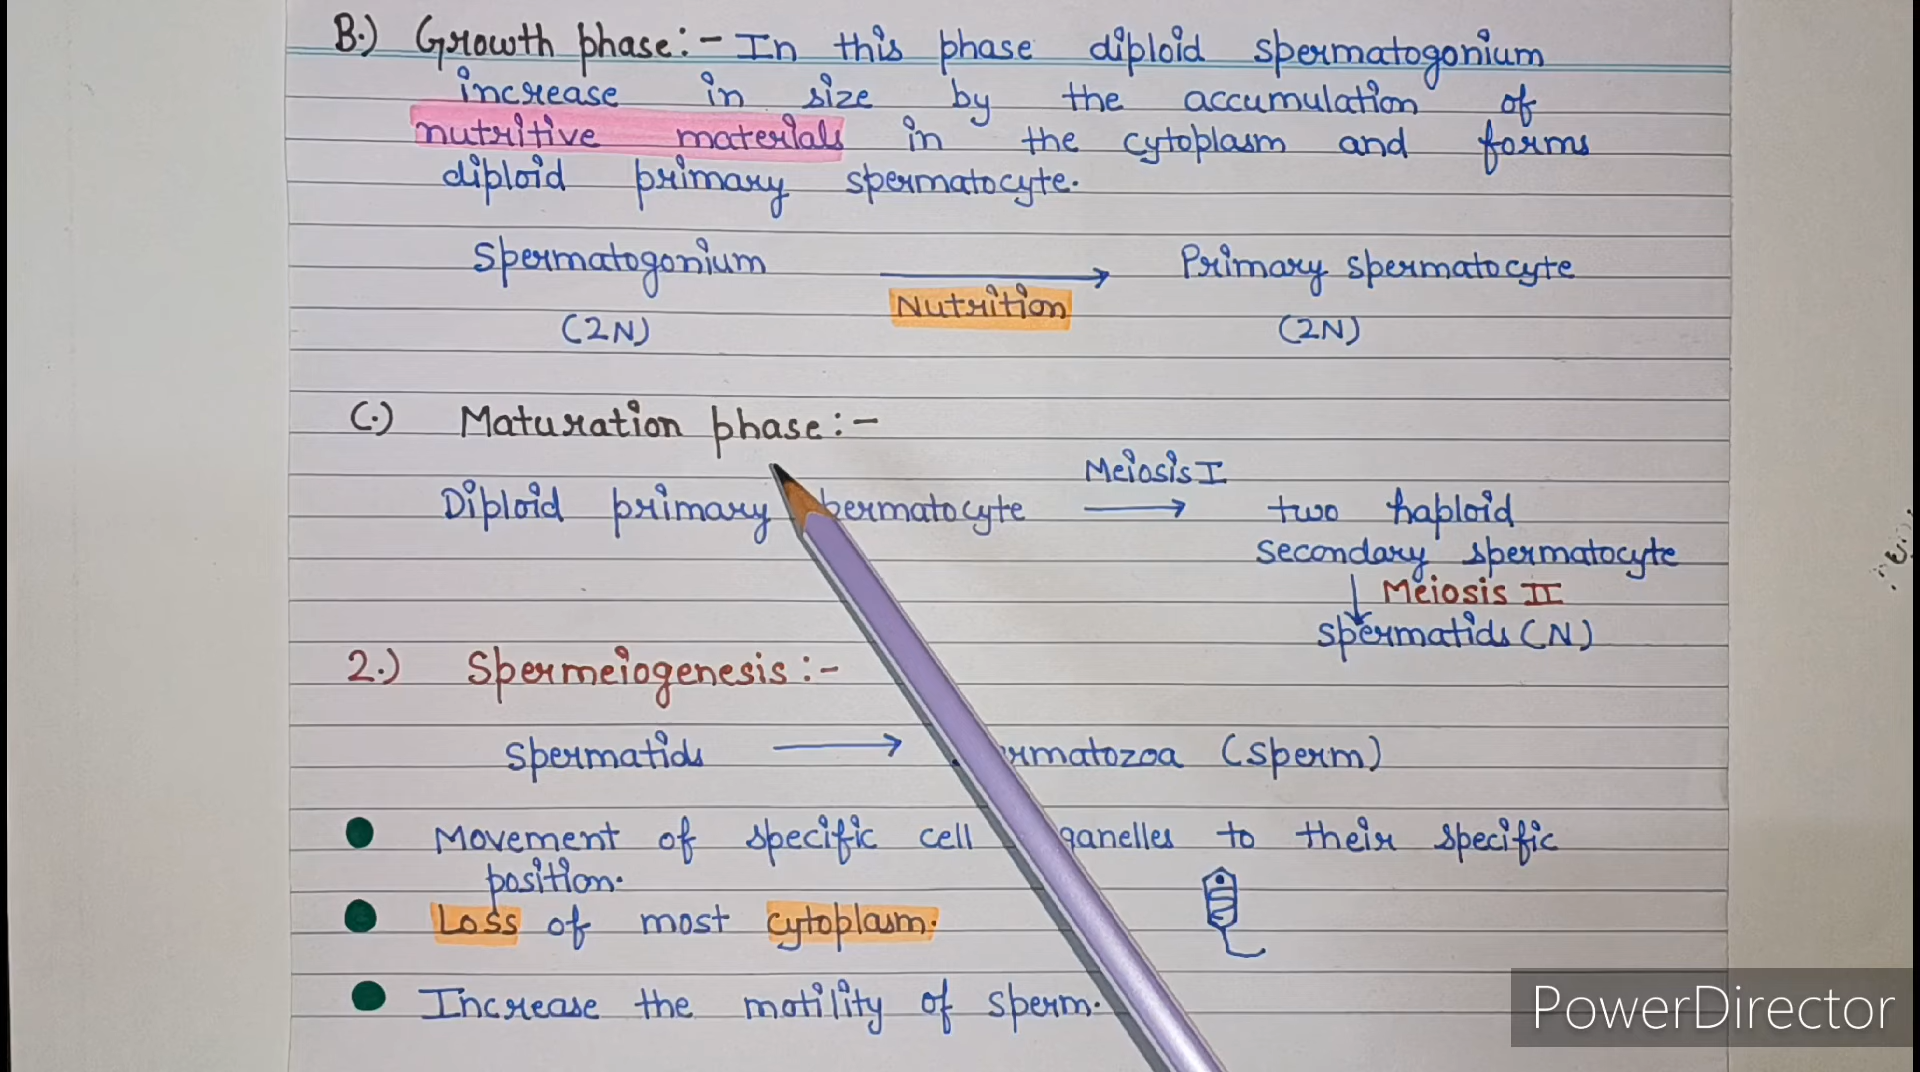 B.) Growth phase:- In this phase diploid spermatogonium
increase in size by the accumulation of
nutritive materials in the cytoplasm and forms
diploid primary spermatocyte.
Spermatogonium → Primary spermatocyte
Nutrition
(2N) (2N)
C.) Maturation phase:-
Meiosis I
Diploid primary permatocyte → two haploid
secondary spermatocyte
↓ Meiosis II
spermatids (N)
2.) Spermeiogenesis:-
spermatids → rmatozoa (sperm)
Movement of specific cell ganelles to their specific
position.
Loss of most cytoplasm.
Increase the motility of sperm.
PowerDirector